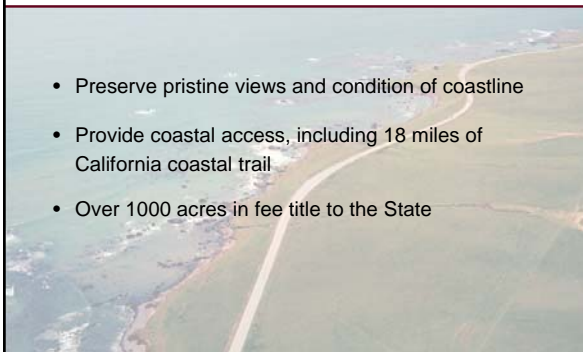 • Preserve pristine views and condition of coastline
• Provide coastal access, including 18 miles of
California coastal trail
• Over 1000 acres in fee title to the State